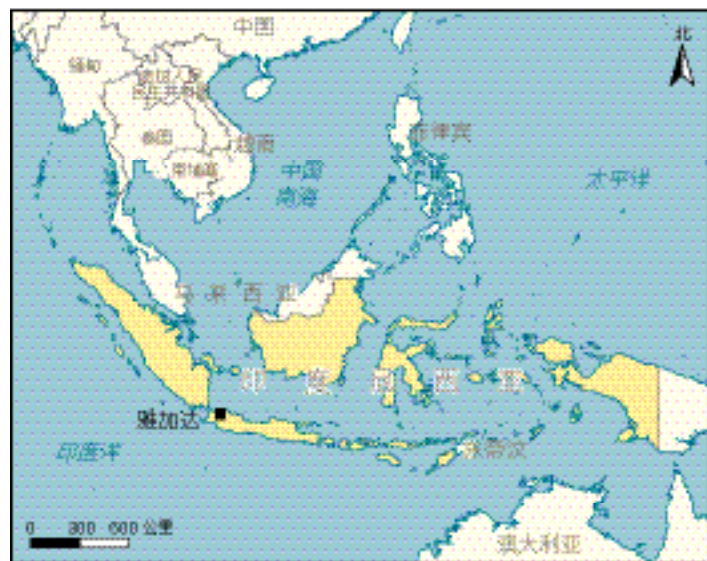 中国
北
缅甸
老挝人民
民主共和国
泰国
越南
柬埔寨
菲律宾
中国
南海
太平洋
马来西亚
印度尼西亚
雅加达
印度洋
东帝汶
0 300 600 公里
澳大利亚